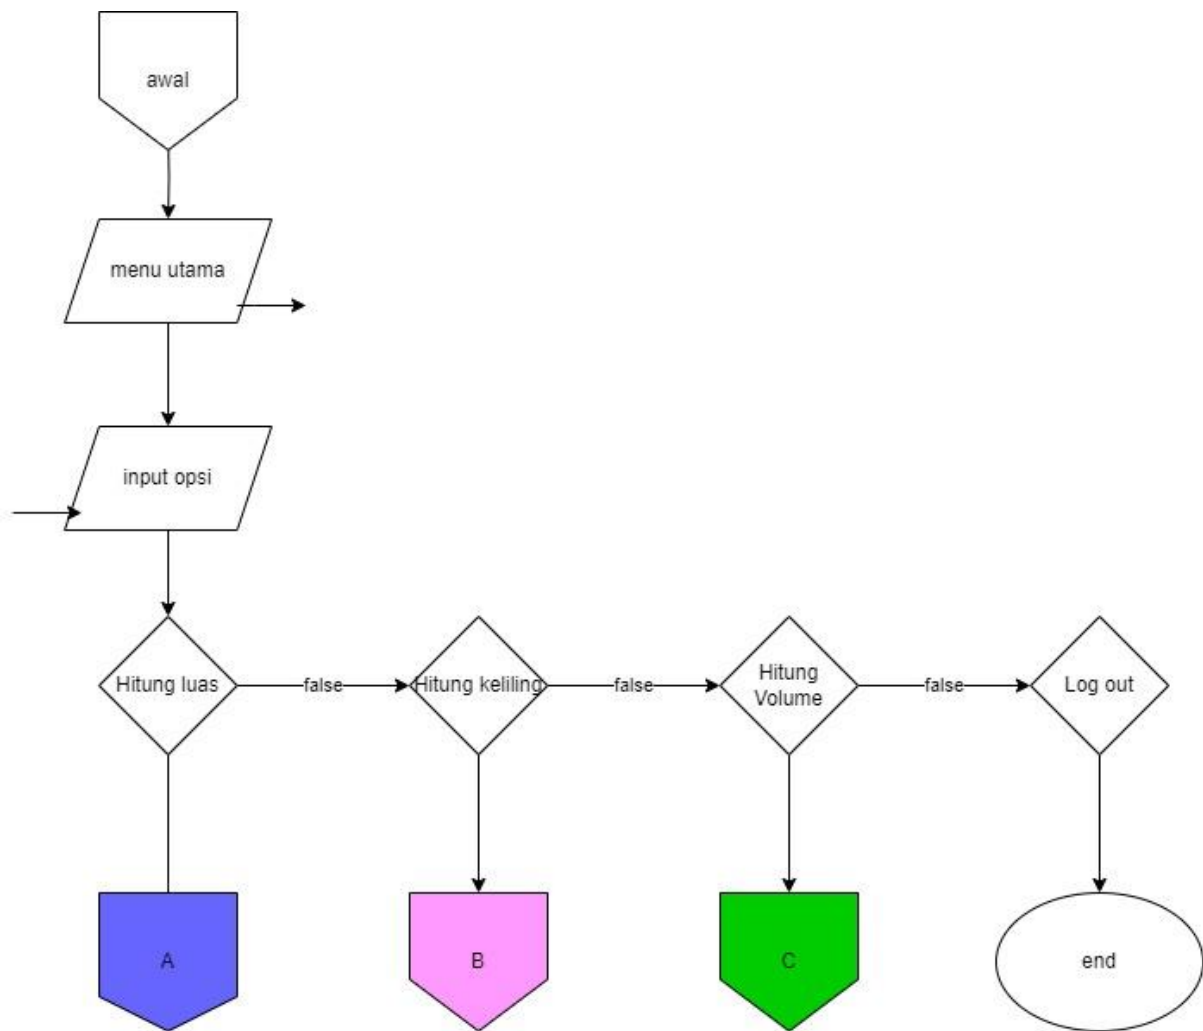 awal
menu utama
input opsi
Hitung luas
false
Hitung keliling
false
Hitung
Volume
false
Log out
A
B
C
end